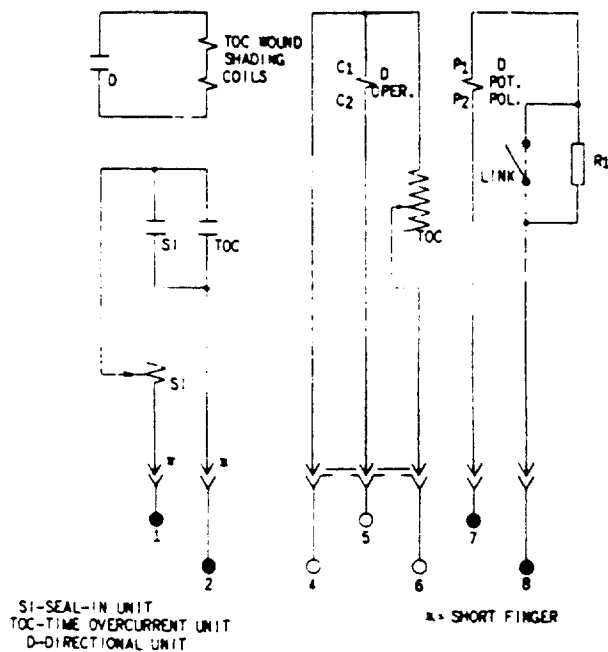 D
TOC WOUND
SHADING
COILS
C1
C2
D
OPER.
P1
P2
D
POT.
POL.
LINK
R1
SI
TOC
TOC
SI
* *
1
2
4
5
6
7
8
SI-SEAL-IN UNIT
TOC-TIME OVERCURRENT UNIT
D-DIRECTIONAL UNIT
*= SHORT FINGER